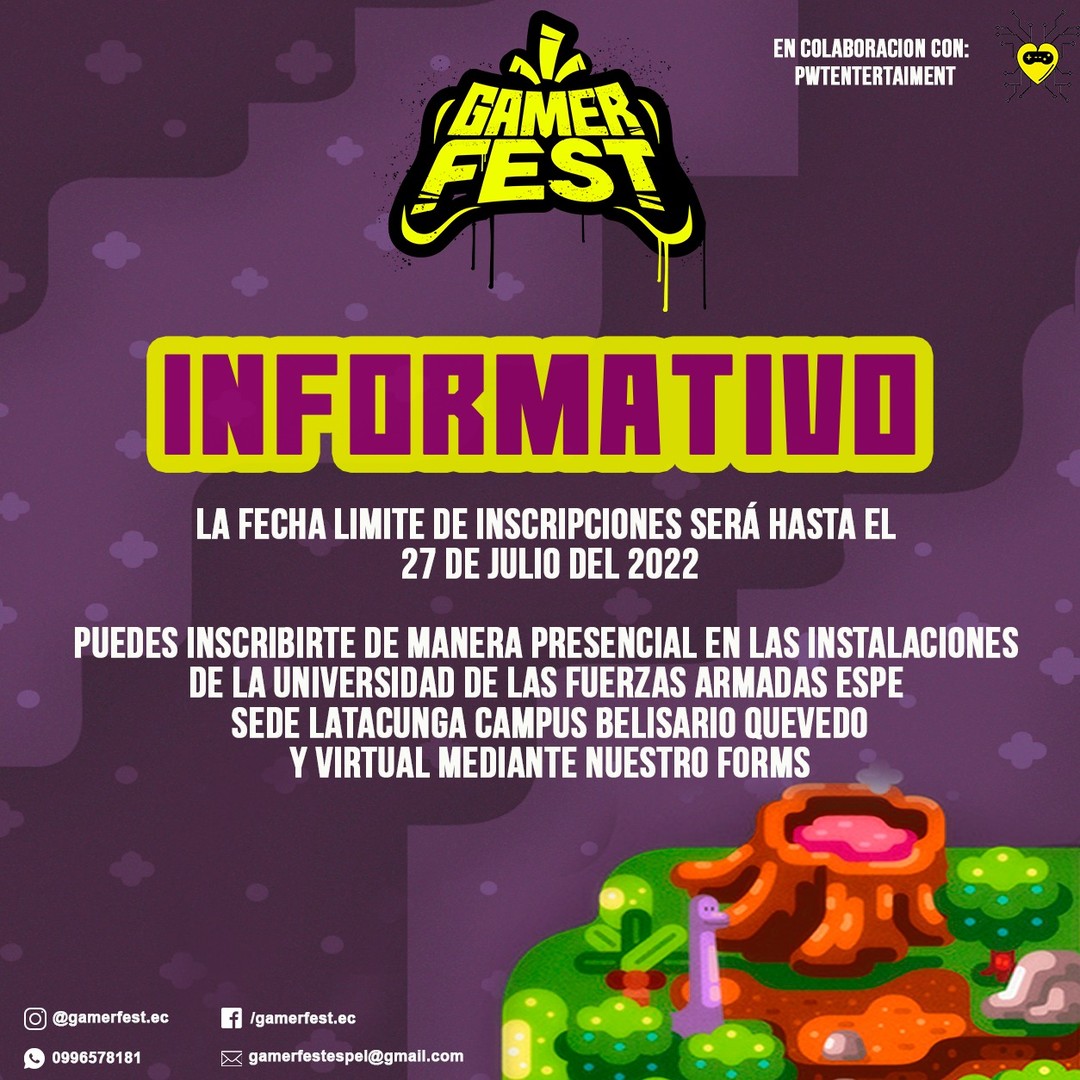 GAMER
FEST
EN COLABORACION CON:
PWTENTERTAIMENT
INFORMATIVO
LA FECHA LIMITE DE INSCRIPCIONES SERÁ HASTA EL
27 DE JULIO DEL 2022
PUEDES INSCRIBIRTE DE MANERA PRESENCIAL EN LAS INSTALACIONES
DE LA UNIVERSIDAD DE LAS FUERZAS ARMADAS ESPE
SEDE LATACUNGA CAMPUS BELISARIO QUEVEDO
Y VIRTUAL MEDIANTE NUESTRO FORMS
@gamerfest.ec
/gamerfest.ec
0996578181
gamerfestespel@gmail.com